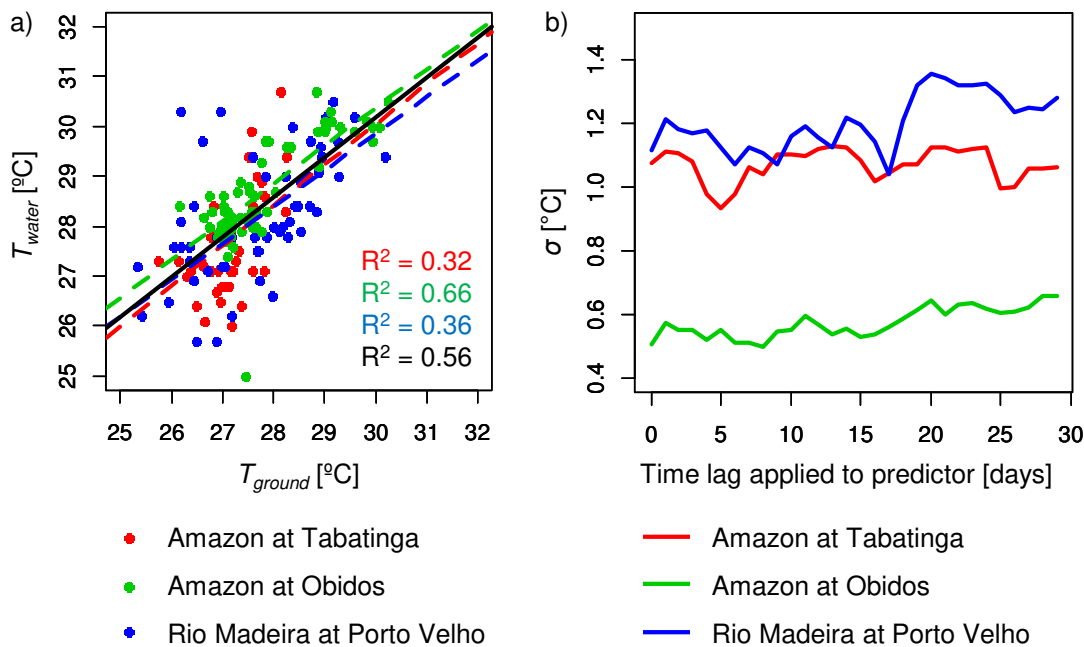 a)
32
31
30
29
28
27
26
25
T_water [ºC]
R² = 0.32
R² = 0.66
R² = 0.36
R² = 0.56
25 26 27 28 29 30 31 32
T_ground [ºC]
Amazon at Tabatinga
Amazon at Obidos
Rio Madeira at Porto Velho
b)
1.4
1.2
1.0
0.8
0.6
0.4
σ [°C]
0 5 10 15 20 25 30
Time lag applied to predictor [days]
Amazon at Tabatinga
Amazon at Obidos
Rio Madeira at Porto Velho